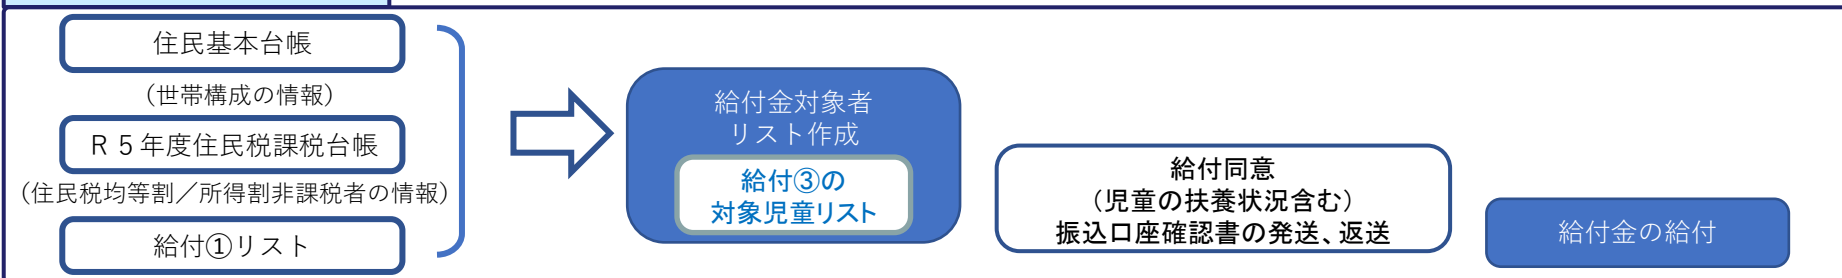 住民基本台帳
（世帯構成の情報）
Ｒ５年度住民税課税台帳
（住民税均等割／所得割非課税者の情報）
給付①リスト
給付金対象者
リスト作成
給付③の
対象児童リスト
給付同意
（児童の扶養状況含む）
振込口座確認書の発送、返送
給付金の給付